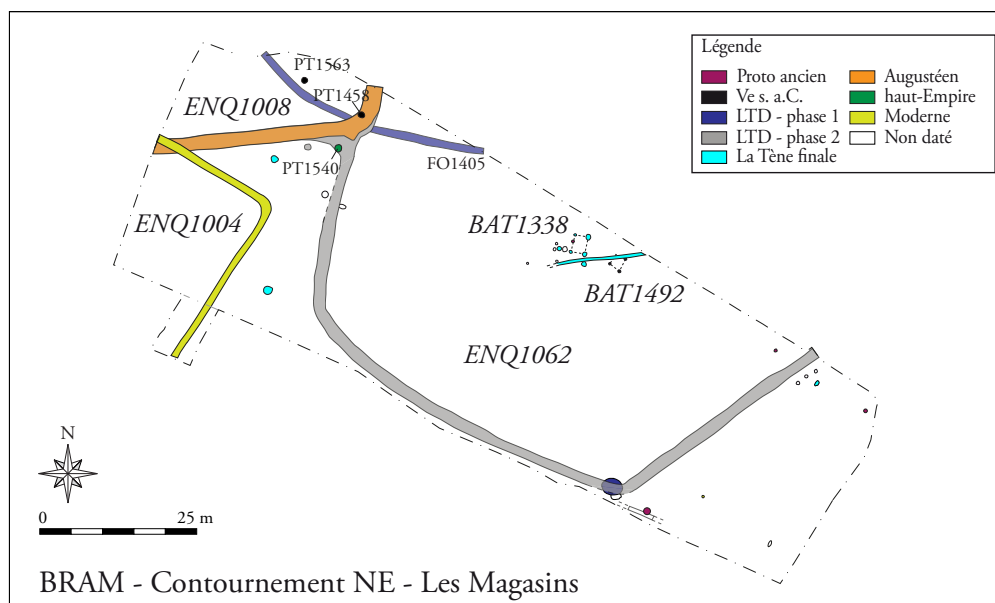 Légende
Proto ancien
Ve s. a.C.
LTD - phase 1
LTD - phase 2
La Tène finale
Augustéen
haut-Empire
Moderne
Non daté
PT1563
PT1458
ENQ1008
PT1540
FO1405
ENQ1004
BAT1338
BAT1492
ENQ1062
N
0 25 m
BRAM - Contournement NE - Les Magasins